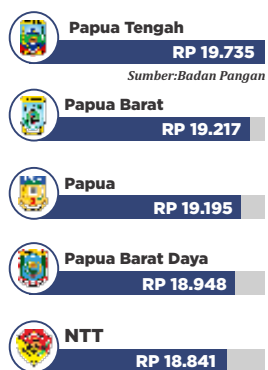 Papua Tengah
RP 19.735
Sumber:Badan Pangan
Papua Barat
RP 19.217
Papua
RP 19.195
Papua Barat Daya
RP 18.948
NTT
RP 18.841